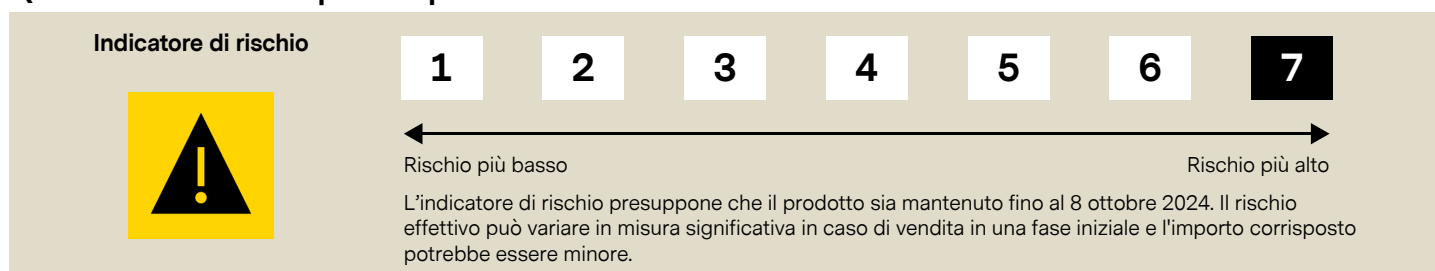 Indicatore di rischio
1 2 3 4 5 6 7
Rischio più basso Rischio più alto
L'indicatore di rischio presuppone che il prodotto sia mantenuto fino al 8 ottobre 2024. Il rischio
effettivo può variare in misura significativa in caso di vendita in una fase iniziale e l'importo corrisposto
potrebbe essere minore.